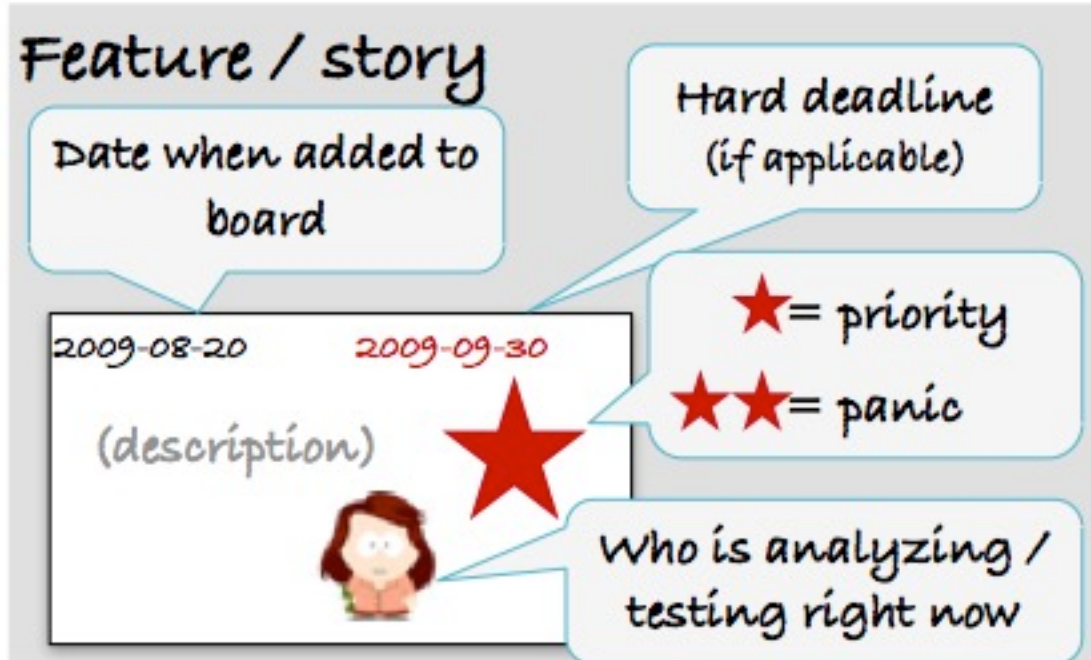 Feature / story
Date when added to
board
Hard deadline
(if applicable)
2009-08-20
2009-09-30
(description)
= priority
= panic
Who is analyzing /
testing right now